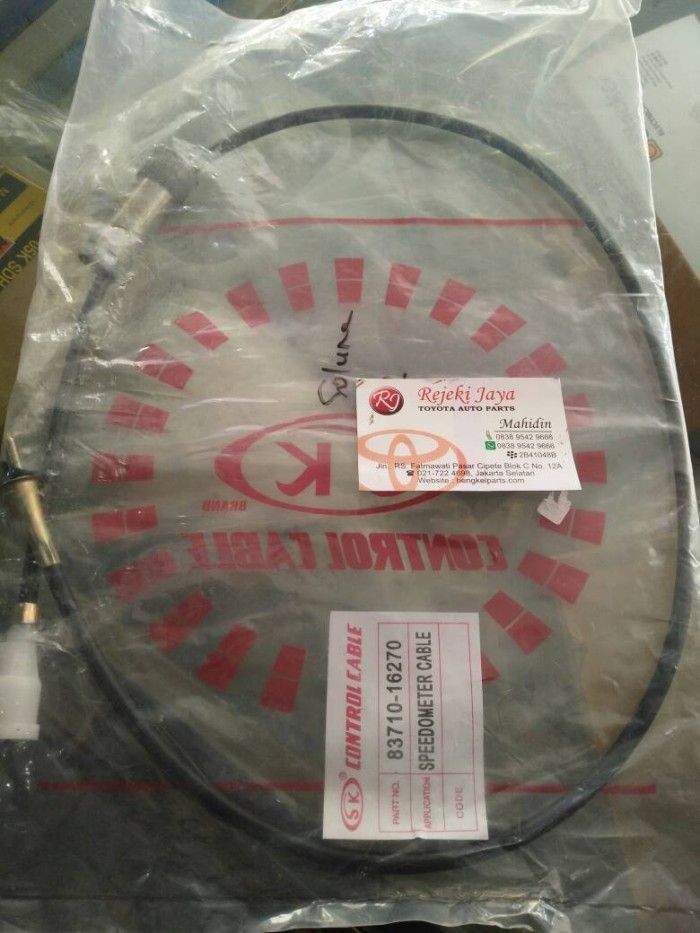 Soluna
RJ
Rejeki Jaya
TOYOTA AUTO PARTS
Mahidin
0838 9542 9666
0838 9542 9666
2B41048B
Jln. RS. Fatmawati Pasar Cipete Blok C No. 12A
021-722 4698, Jakarta Selatan
Website : bengkelparts.com
SK
BRAND
CONTROL CABLE
SK® CONTROL CABLE
PART NO. 83710-16270
APPLICATION SPEEDOMETER CABLE
CODE